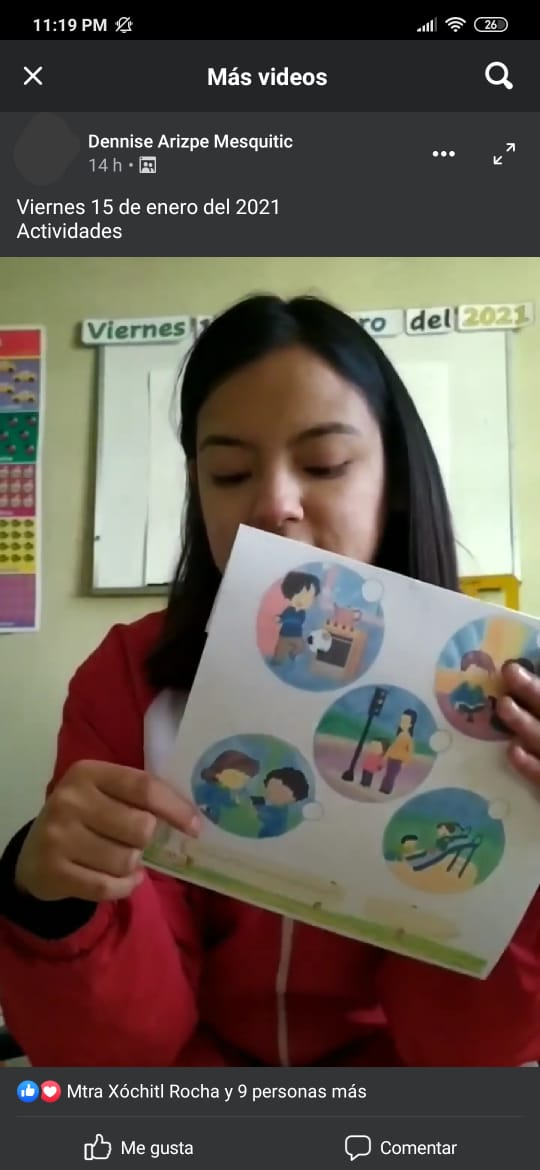 11:19 PM
26
Más videos
Dennise Arizpe Mesquitic
14 h
Viernes 15 de enero del 2021
Actividades
Viernes 1 ro del 2021
Mtra Xóchitl Rocha y 9 personas más
Me gusta
Comentar